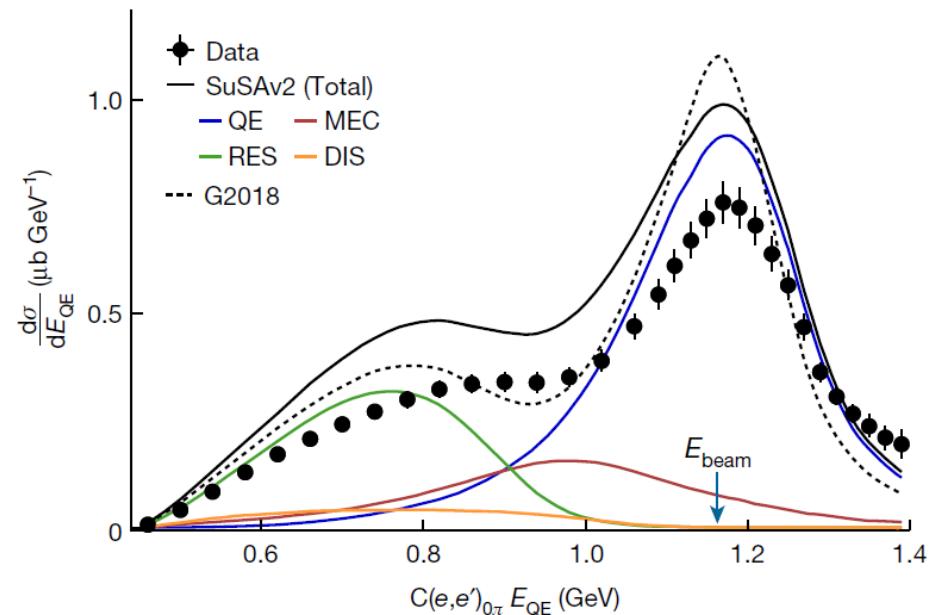 Data
SuSAv2 (Total)
QE MEC
RES DIS
G2018
1.0
0.5
0
dσ
dE_QE
(μb GeV⁻¹)
E_beam
0.6 0.8 1.0 1.2 1.4
C(e,e′)_0π E_QE (GeV)